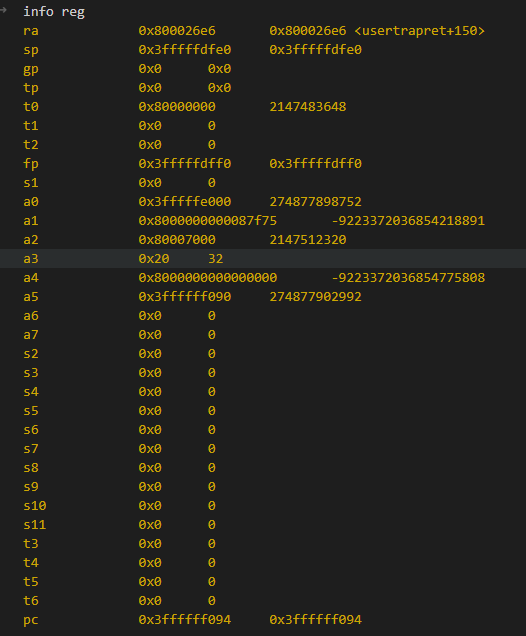 info reg
ra 0x800026e6 0x800026e6 <usertrapret+150>
sp 0x3fffffdfe0 0x3fffffdfe0
gp 0x0 0x0
tp 0x0 0x0
t0 0x80000000 2147483648
t1 0x0 0
t2 0x0 0
fp 0x3fffffdff0 0x3fffffdff0
s1 0x0 0
a0 0x3fffffe000 274877898752
a1 0x8000000000087f75 -9223372036854218891
a2 0x80007000 2147512320
a3 0x20 32
a4 0x8000000000000000 -9223372036854775808
a5 0x3ffffff090 274877902992
a6 0x0 0
a7 0x0 0
s2 0x0 0
s3 0x0 0
s4 0x0 0
s5 0x0 0
s6 0x0 0
s7 0x0 0
s8 0x0 0
s9 0x0 0
s10 0x0 0
s11 0x0 0
t3 0x0 0
t4 0x0 0
t5 0x0 0
t6 0x0 0
pc 0x3ffffff094 0x3ffffff094